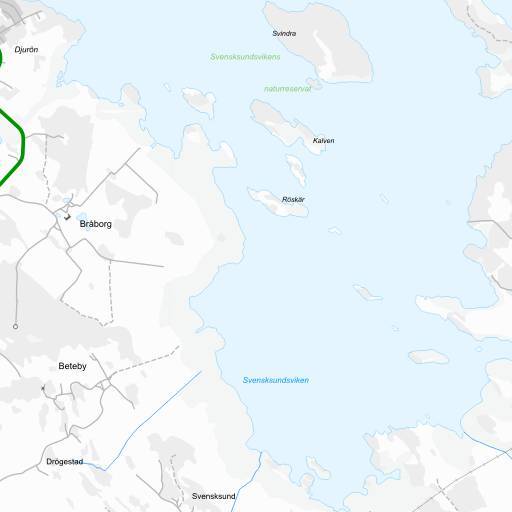 Svindra
Djurön
Svensksundsvikens
naturreservat
Kalven
Röskär
Bråborg
Beteby
Svensksundsviken
Drögestad
Svensksund